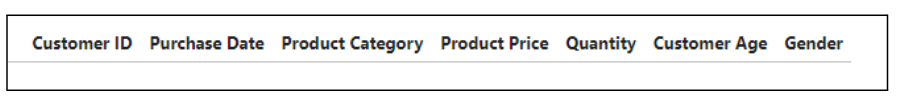 Customer ID Purchase Date Product Category Product Price Quantity Customer Age Gender